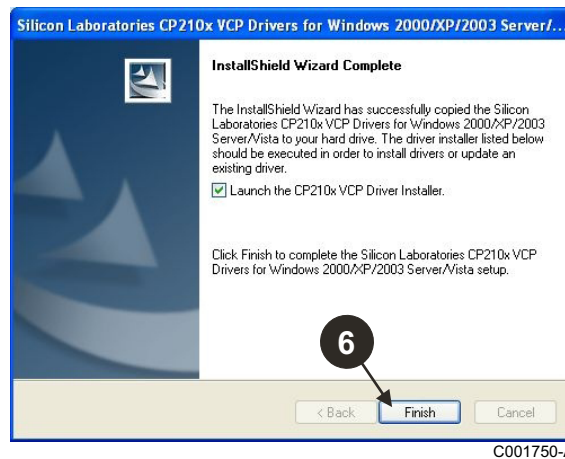 Silicon Laboratories CP210x VCP Drivers for Windows 2000/XP/2003 Server/...
InstallShield Wizard Complete
The InstallShield Wizard has successfully copied the Silicon
Laboratories CP210x VCP Drivers for Windows 2000/XP/2003
Server/Vista to your hard drive. The driver installer listed below
should be executed in order to install drivers or update an
existing driver.
Launch the CP210x VCP Driver Installer.
Click Finish to complete the Silicon Laboratories CP210x VCP
Drivers for Windows 2000/XP/2003 Server/Vista setup.
6
< Back Finish Cancel
C001750-